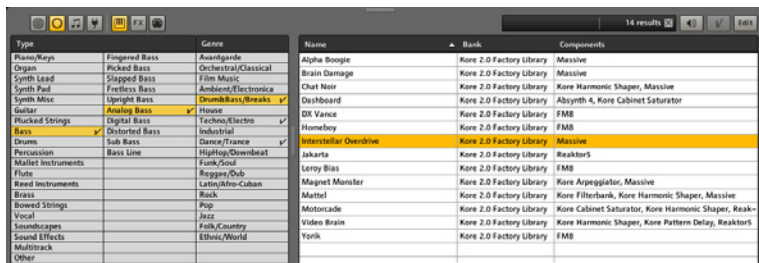 FX
14 results
Edit
Type Genre
Piano/Keys Fingered Bass Avantgarde
Organ Picked Bass Orchestral/Classical
Synth Lead Slapped Bass Film Music
Synth Pad Fretless Bass Ambient/Electronica
Synth Misc Upright Bass Drum&Bass/Breaks
Guitar Analog Bass House
Plucked Strings Digital Bass Techno/Electro
Bass Distorted Bass Industrial
Drums Sub Bass Dance/Trance
Percussion Bass Line HipHop/Downbeat
Mallet Instruments Funk/Soul
Flute Reggae/Dub
Reed Instruments Latin/Afro-Cuban
Brass Rock
Bowed Strings Pop
Vocal Jazz
Soundscapes Folk/Country
Sound Effects Ethnic/World
Multitrack
Other
Name Bank Components
Alpha Boogie Kore 2.0 Factory Library Massive
Brain Damage Kore 2.0 Factory Library Massive
Chat Noir Kore 2.0 Factory Library Kore Harmonic Shaper, Massive
Dashboard Kore 2.0 Factory Library Absynth 4, Kore Cabinet Saturator
DX Vance Kore 2.0 Factory Library FM8
Homeboy Kore 2.0 Factory Library FM8
Interstellar Overdrive Kore 2.0 Factory Library Massive
Jakarta Kore 2.0 Factory Library Reaktor5
Leroy Bias Kore 2.0 Factory Library FM8
Magnet Monster Kore 2.0 Factory Library Kore Arpeggiator, Massive
Mattel Kore 2.0 Factory Library Kore Filterbank, Kore Harmonic Shaper, Massive
Motorcade Kore 2.0 Factory Library Kore Cabinet Saturator, Kore Harmonic Shaper, Reak~
Video Brain Kore 2.0 Factory Library Kore Harmonic Shaper, Kore Pattern Delay, Reaktor5
Yorik Kore 2.0 Factory Library FM8